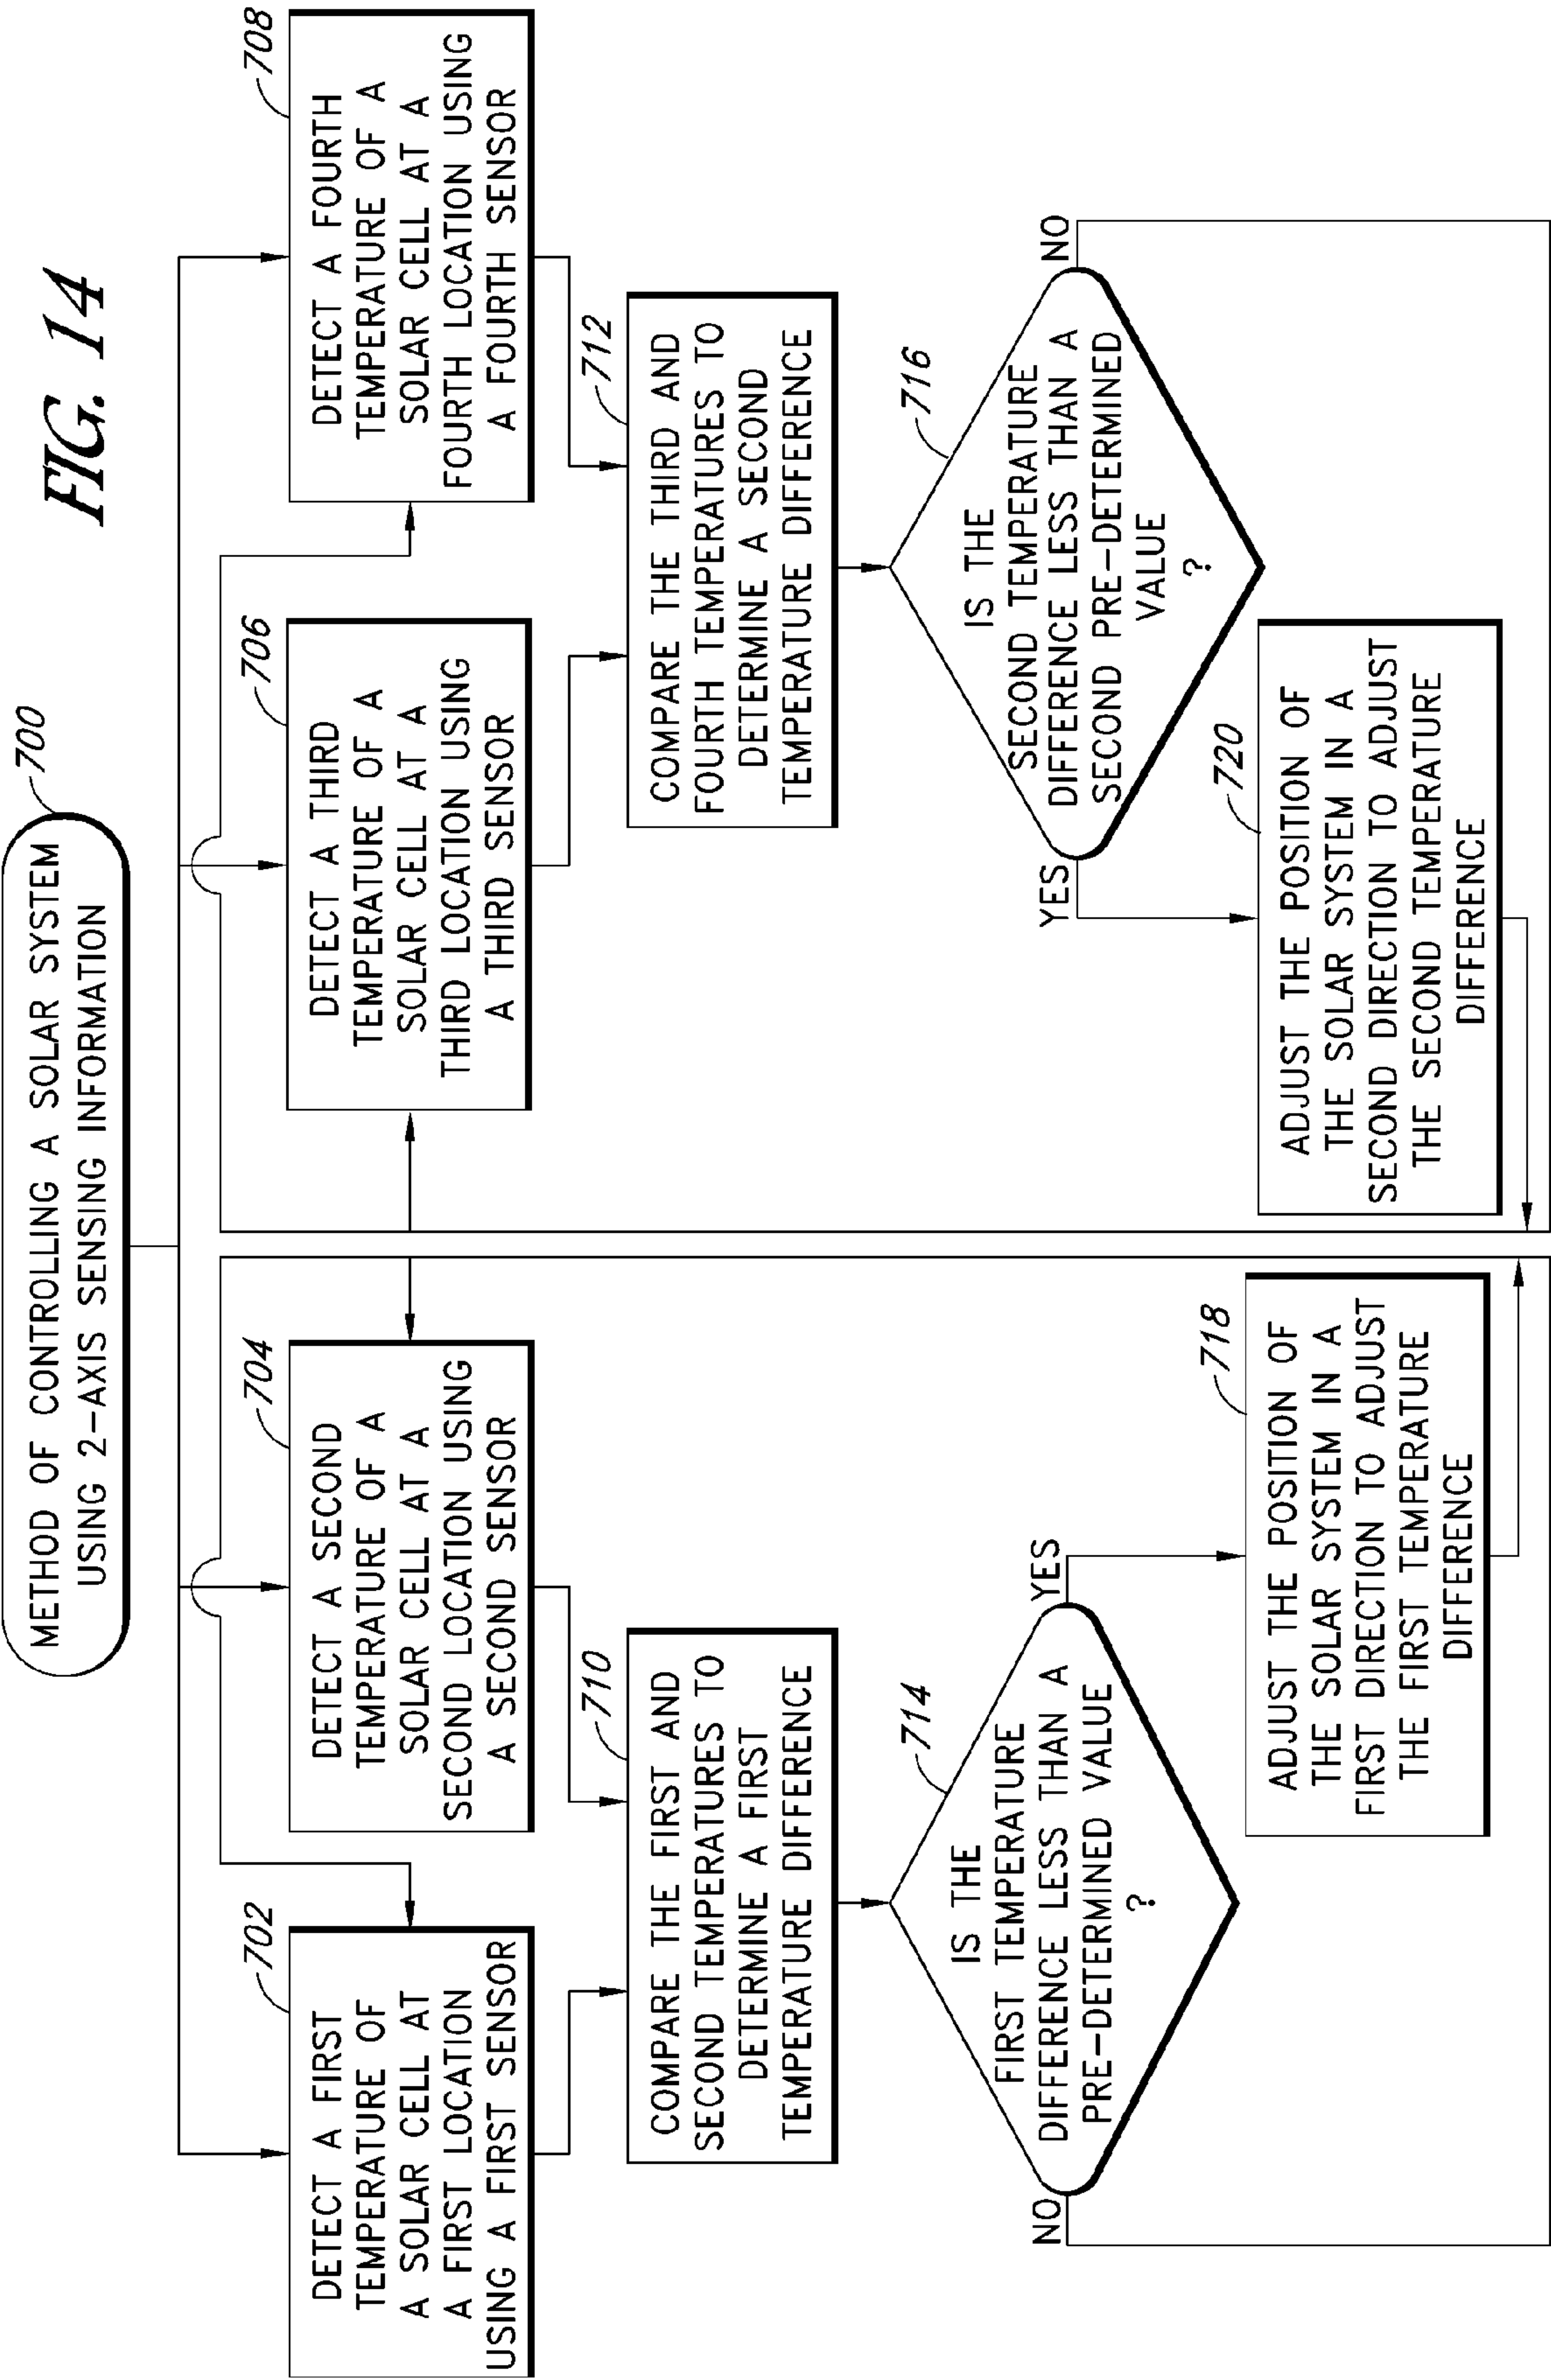 FIG. 14
METHOD OF CONTROLLING A SOLAR SYSTEM
USING 2-AXIS SENSING INFORMATION
700
702
DETECT A FIRST
TEMPERATURE OF
A SOLAR CELL AT
A FIRST LOCATION
USING A FIRST SENSOR
704
DETECT A SECOND
TEMPERATURE OF A
SOLAR CELL AT A
SECOND LOCATION USING
A SECOND SENSOR
706
DETECT A THIRD
TEMPERATURE OF A
SOLAR CELL AT A
THIRD LOCATION USING
A THIRD SENSOR
708
DETECT A FOURTH
TEMPERATURE OF A
SOLAR CELL AT A
FOURTH LOCATION USING
A FOURTH SENSOR
710
COMPARE THE FIRST AND
SECOND TEMPERATURES TO
DETERMINE A FIRST
TEMPERATURE DIFFERENCE
712
COMPARE THE THIRD AND
FOURTH TEMPERATURES TO
DETERMINE A SECOND
TEMPERATURE DIFFERENCE
714
IS THE
FIRST TEMPERATURE
DIFFERENCE LESS THAN A
PRE-DETERMINED VALUE
?
NO
YES
716
IS THE
SECOND TEMPERATURE
DIFFERENCE LESS THAN A
SECOND PRE-DETERMINED
VALUE
?
YES
NO
718
ADJUST THE POSITION OF
THE SOLAR SYSTEM IN A
FIRST DIRECTION TO ADJUST
THE FIRST TEMPERATURE
DIFFERENCE
720
ADJUST THE POSITION OF
THE SOLAR SYSTEM IN A
SECOND DIRECTION TO ADJUST
THE SECOND TEMPERATURE
DIFFERENCE